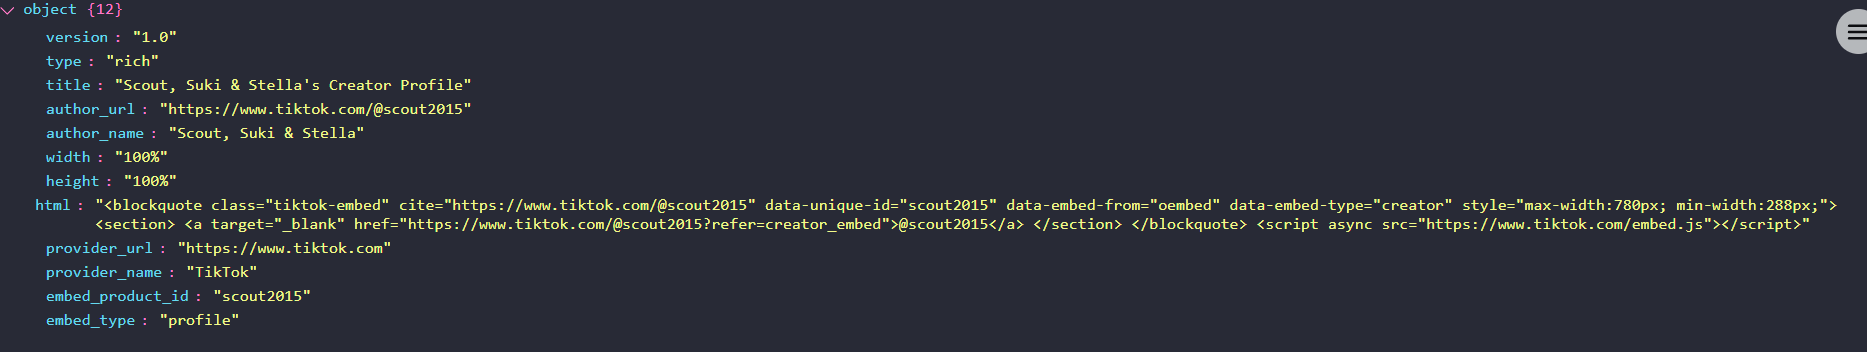 object {12}
version : "1.0"
type : "rich"
title : "Scout, Suki & Stella's Creator Profile"
author_url : "https://www.tiktok.com/@scout2015"
author_name : "Scout, Suki & Stella"
width : "100%"
height : "100%"
html : "<blockquote class="tiktok-embed" cite="https://www.tiktok.com/@scout2015" data-unique-id="scout2015" data-embed-from="oembed" data-embed-type="creator" style="max-width:780px; min-width:288px;">
<section> <a target="_blank" href="https://www.tiktok.com/@scout2015?refer=creator_embed">@scout2015</a> </section> </blockquote> <script async src="https://www.tiktok.com/embed.js"></script>"
provider_url : "https://www.tiktok.com"
provider_name : "TikTok"
embed_product_id : "scout2015"
embed_type : "profile"